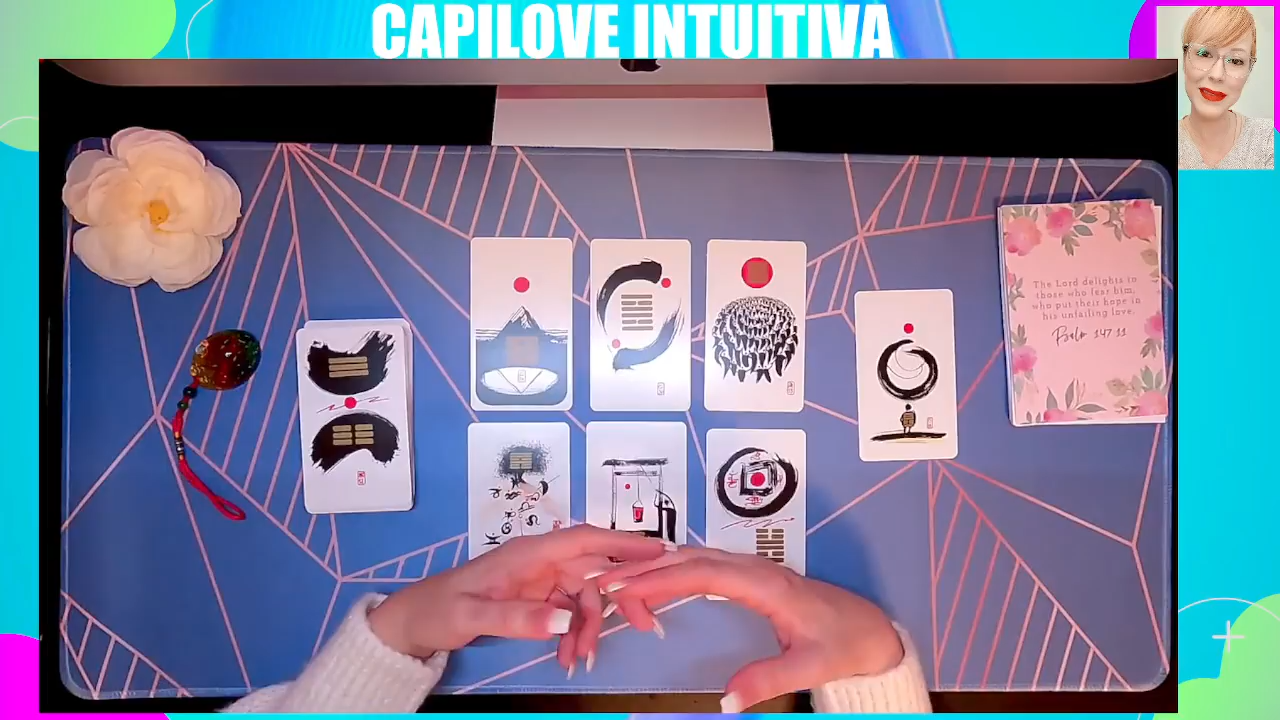 CAPILOVE INTUITIVA
The Lord delights in
those who fear him,
who put their hope in
his unfailing love.
Psalm 147:11